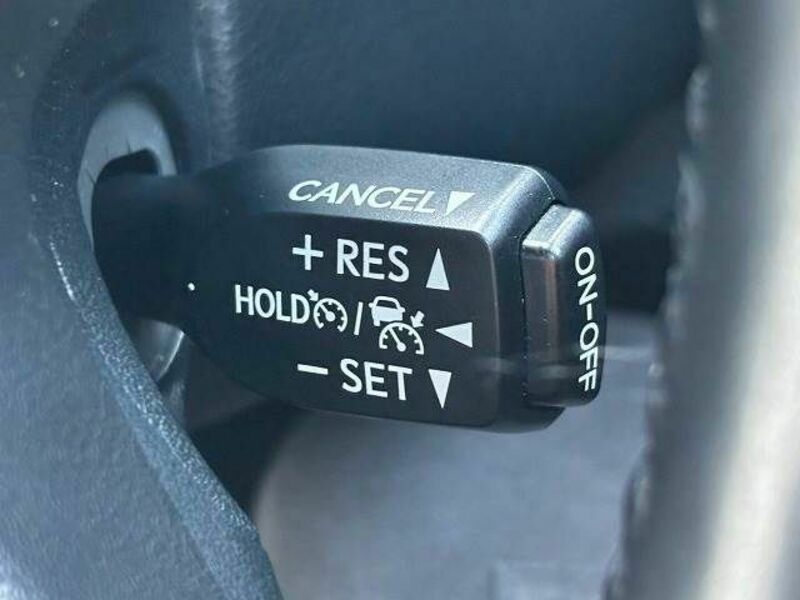 CANCEL
+ RES
HOLD /
− SET
ON-OFF